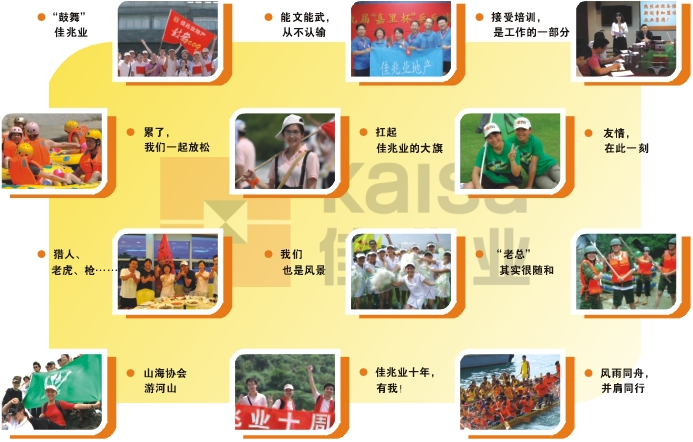 “鼓舞”
佳兆业
能文能武，
从不认输
接受培训，
是工作的一部分
佳兆业地产
累了，
我们一起放松
扛起
佳兆业的大旗
友情，
在此一刻
Kaisa
佳兆业
猎人、
老虎、枪……
我们
也是风景
“老总”
其实很随和
山海协会
游河山
佳兆业十年，
有我！
风雨同舟，
并肩同行
兆业十周